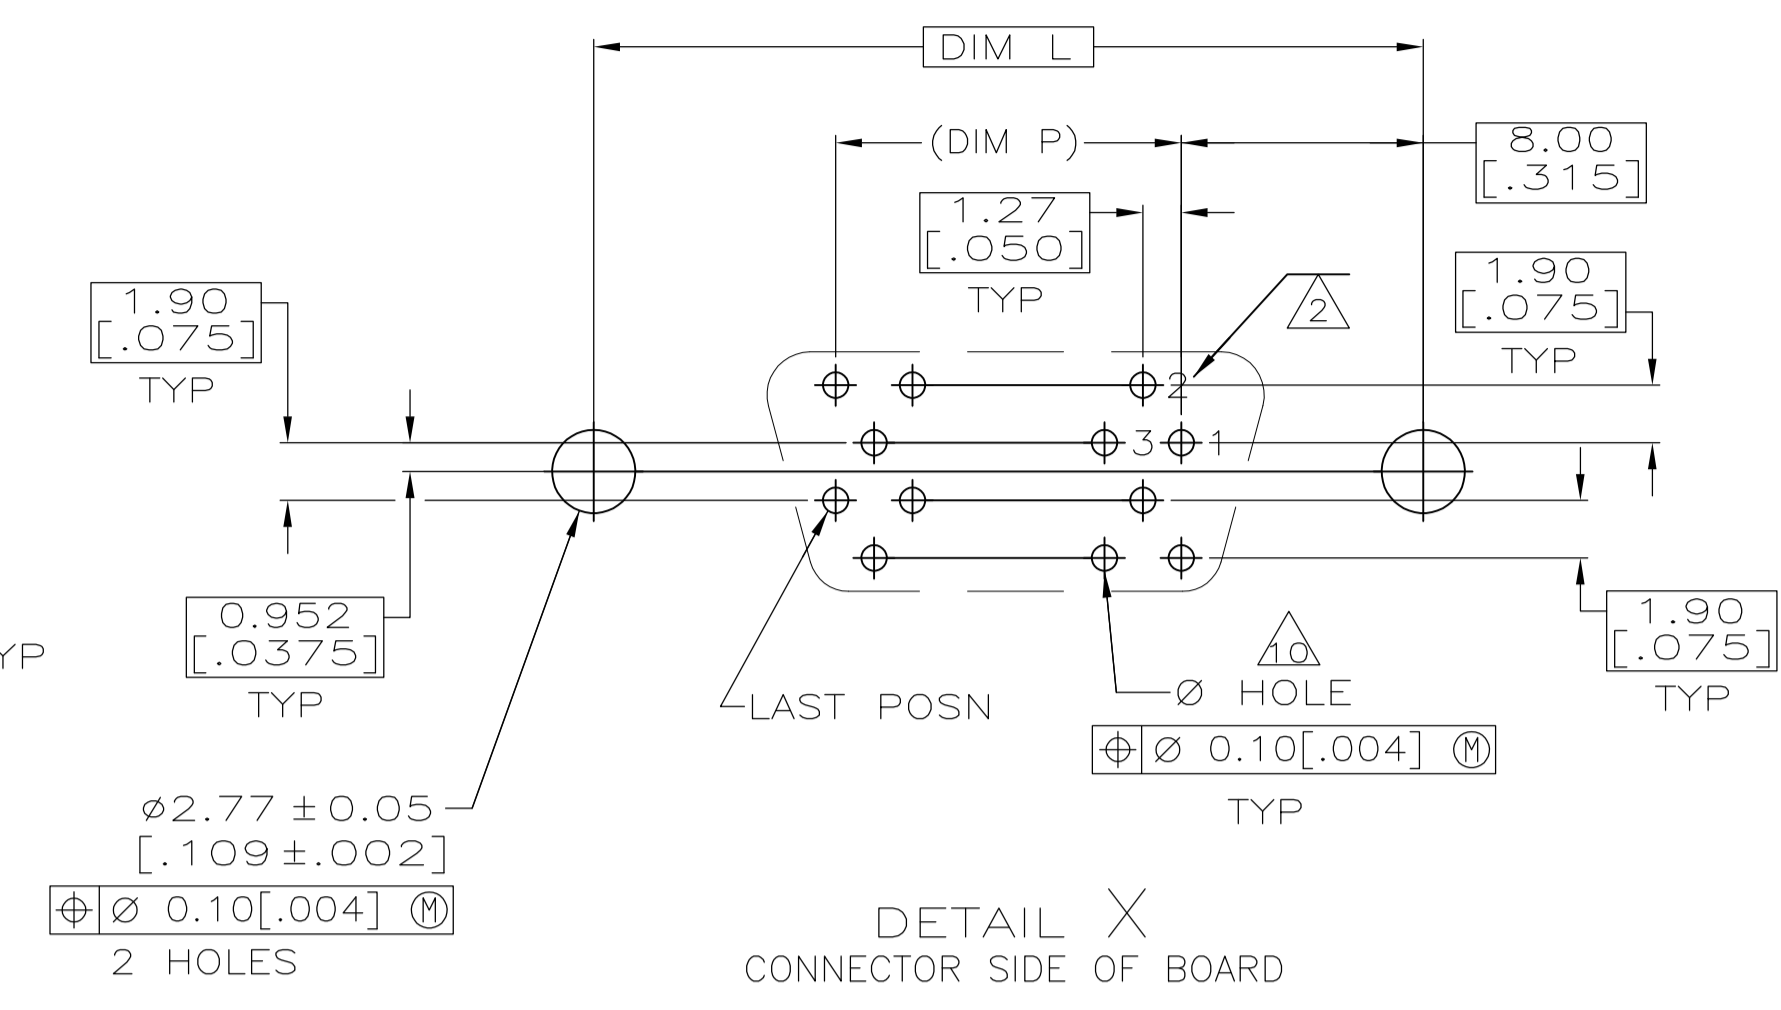 DIM L
(DIM P)
8.00
[.315]
1.27
[.050]
TYP
1.90
[.075]
TYP
1.90
[.075]
TYP
2
2
3
1
0.952
[.0375]
TYP
YP
LAST POSN
10
Ø HOLE
⌖ Ø 0.10[.004] Ⓜ
TYP
1.90
[.075]
TYP
Ø2.77 ±0.05
[.109±.002]
⌖ Ø 0.10[.004] Ⓜ
2 HOLES
DETAIL X
CONNECTOR SIDE OF BOARD